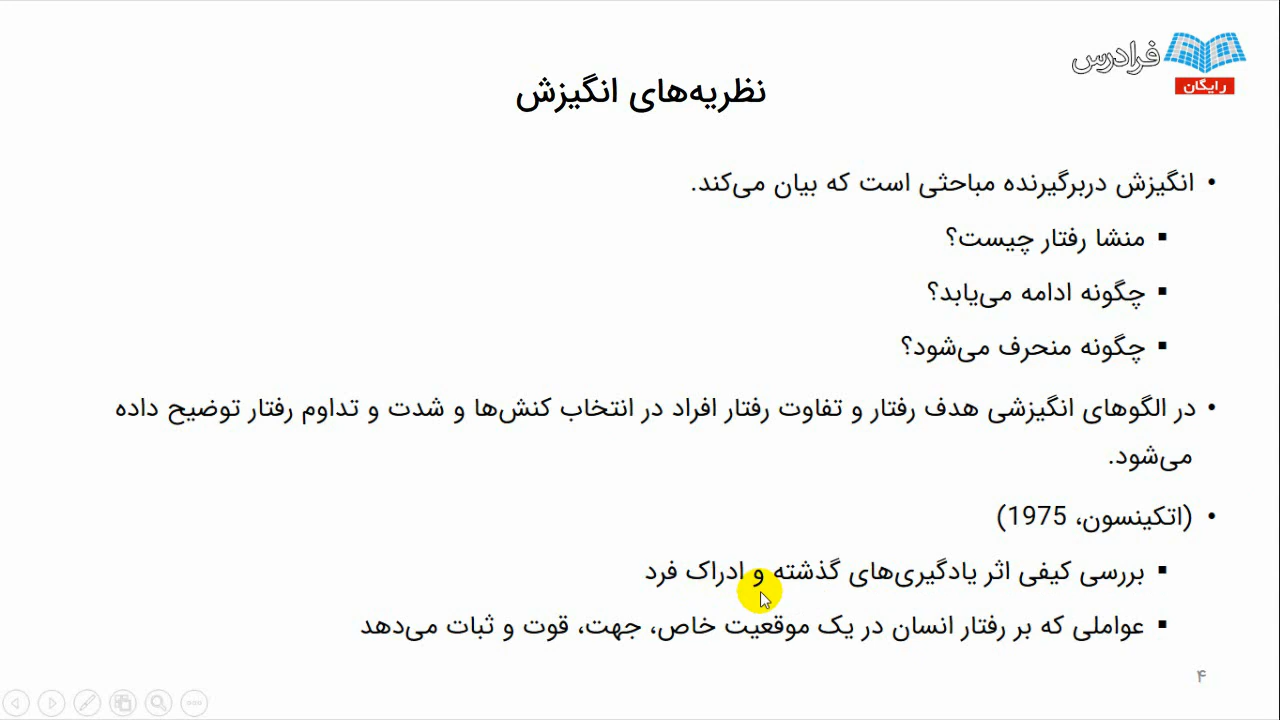 فرادرس
رایگان
نظریه‌های انگیزش
• انگیزش دربرگیرنده مباحثی است که بیان می‌کند.
▪ منشا رفتار چیست؟
▪ چگونه ادامه می‌یابد؟
▪ چگونه منحرف می‌شود؟
• در الگوهای انگیزشی هدف رفتار و تفاوت رفتار افراد در انتخاب کنش‌ها و شدت و تداوم رفتار توضیح داده
می‌شود.
• (اتکینسون، 1975)
▪ بررسی کیفی اثر یادگیری‌های گذشته و ادراک فرد
▪ عواملی که بر رفتار انسان در یک موقعیت خاص، جهت، قوت و ثبات می‌دهد
۴